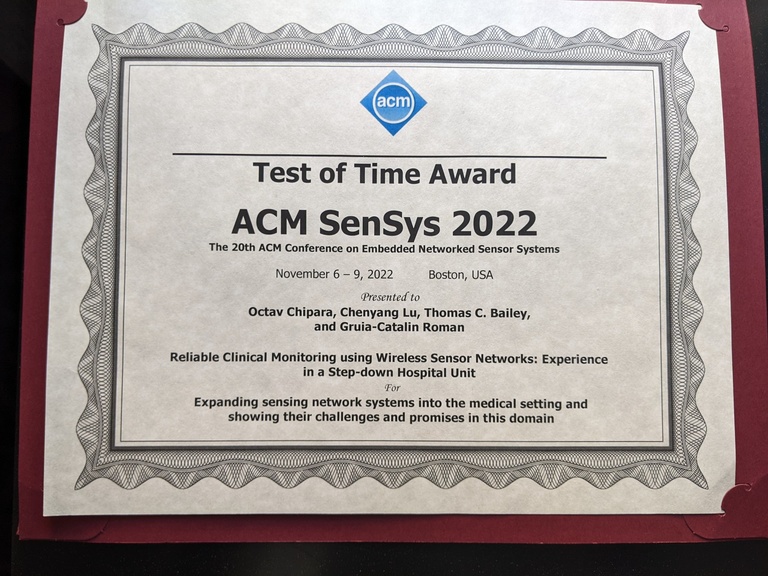 acm
Test of Time Award
ACM SenSys 2022
The 20th ACM Conference on Embedded Networked Sensor Systems
November 6 – 9, 2022 Boston, USA
Presented to
Octav Chipara, Chenyang Lu, Thomas C. Bailey,
and Gruia-Catalin Roman
Reliable Clinical Monitoring using Wireless Sensor Networks: Experience
in a Step-down Hospital Unit
For
Expanding sensing network systems into the medical setting and
showing their challenges and promises in this domain